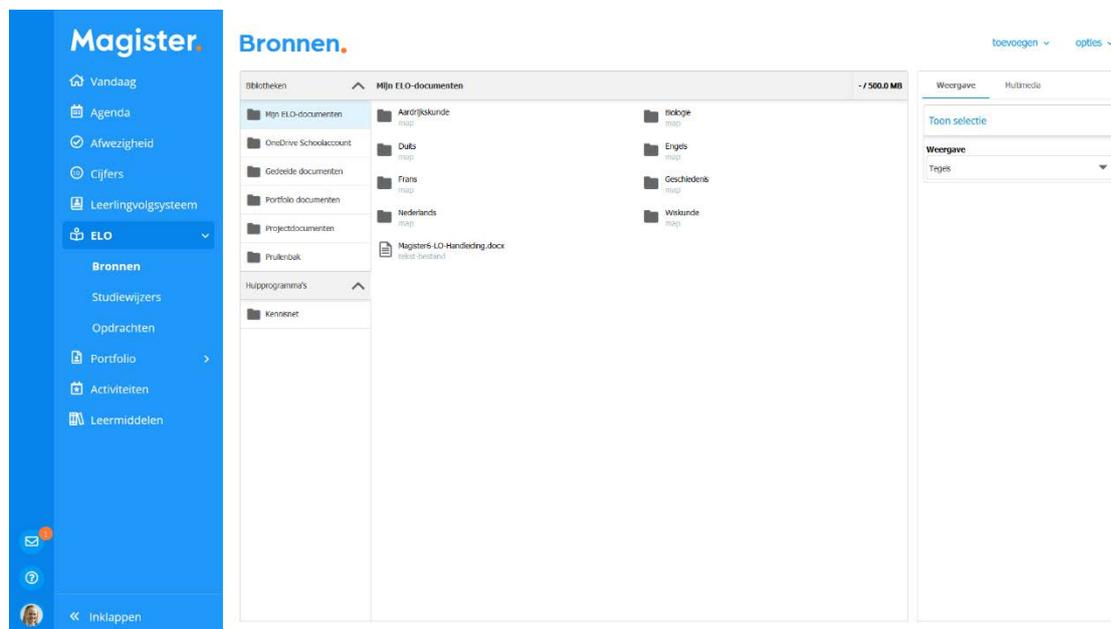 Magister.
Vandaag
Agenda
Afwezigheid
10
Cijfers
Leerlingvolgsysteem
ELO
Bronnen
Studiewijzers
Opdrachten
Portfolio
Activiteiten
Leermiddelen
1
Inklappen
Bronnen.
toevoegen
opties
Bibliotheken
Mijn ELO-documenten
OneDrive Schoolaccount
Gedeelde documenten
Portfolio documenten
Projectdocumenten
Prullenbak
Hulpprogramma's
Kennisnet
Mijn ELO-documenten
- / 500.0 MB
Aardrijkskunde
map
Biologie
map
Duits
map
Engels
map
Frans
map
Geschiedenis
map
Nederlands
map
Wiskunde
map
Magister6-LO-Handleiding.docx
tekst-bestand
Weergave
Multimedia
Toon selectie
Weergave
Tegels